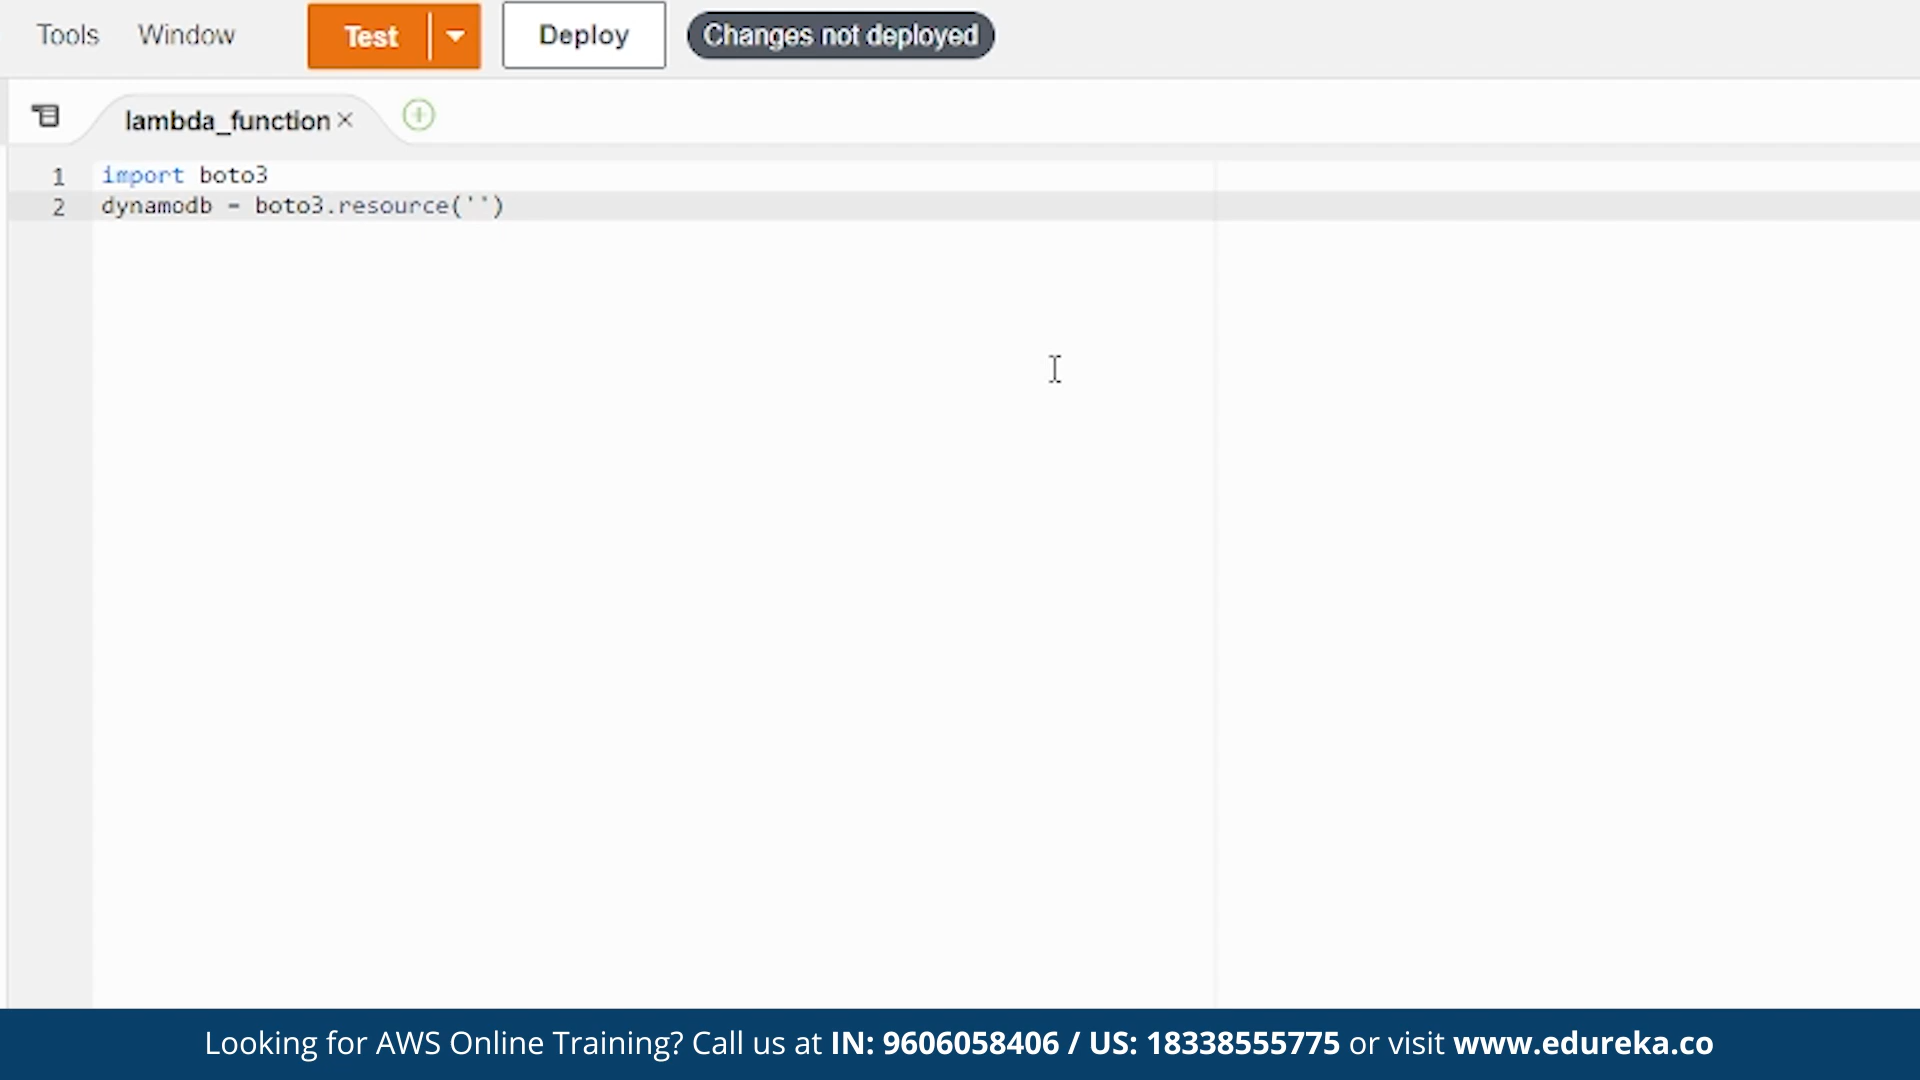 Tools Window Test Deploy Changes not deployed
lambda_function ×
1 import boto3
2 dynamodb = boto3.resource('')
Looking for AWS Online Training? Call us at IN: 9606058406 / US: 18338555775 or visit www.edureka.co